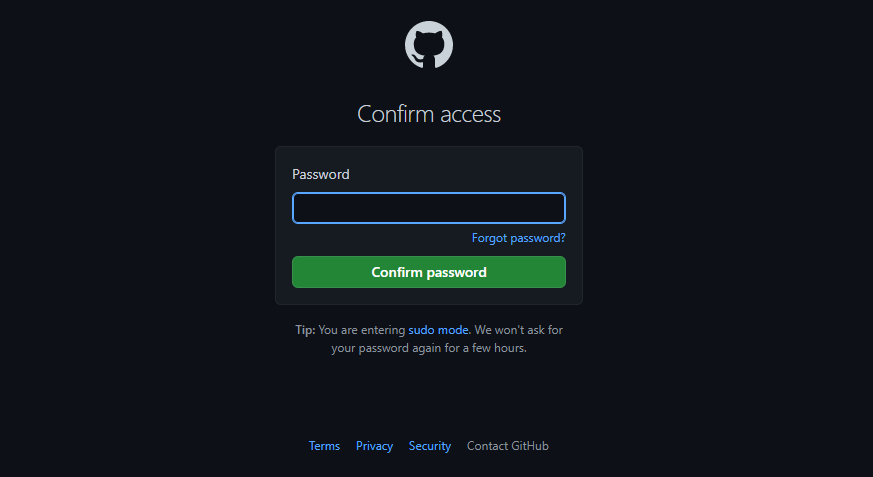 Confirm access
Password
Forgot password?
Confirm password
Tip: You are entering sudo mode. We won't ask for
your password again for a few hours.
Terms Privacy Security Contact GitHub